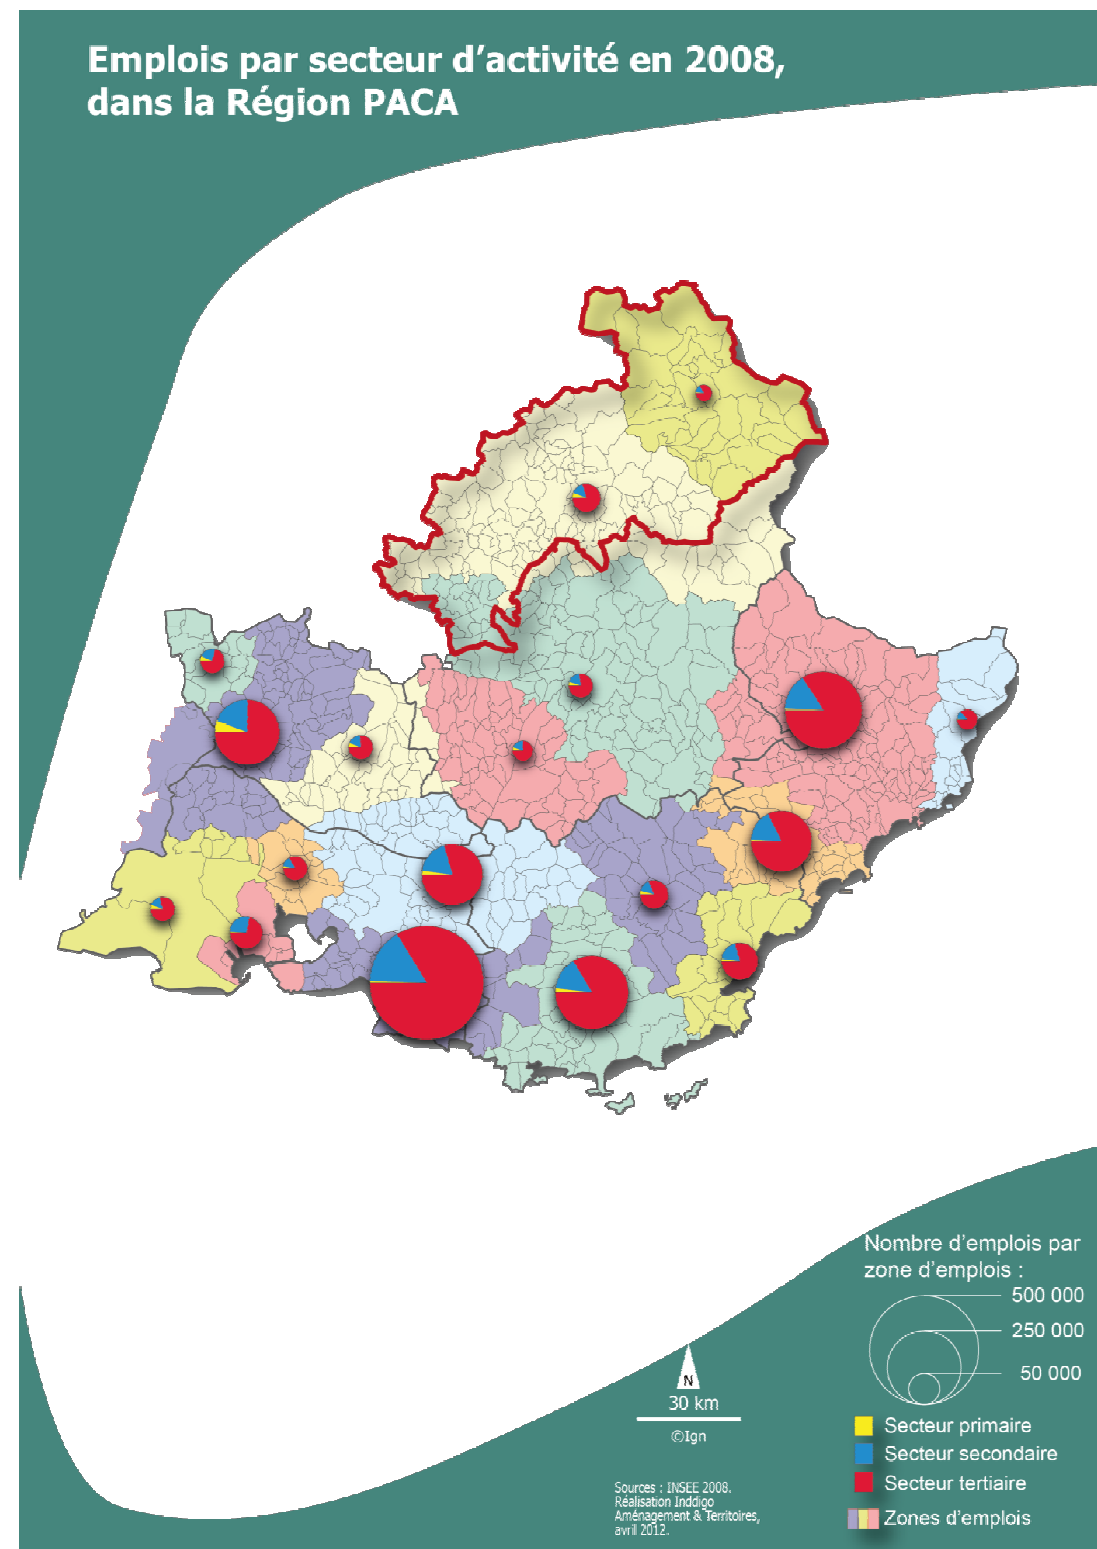 Emplois par secteur d’activité en 2008,
dans la Région PACA
Nombre d’emplois par
zone d’emplois :
500 000
250 000
50 000
N
30 km
©Ign
Secteur primaire
Secteur secondaire
Secteur tertiaire
Zones d’emplois
Sources : INSEE 2008.
Réalisation Inddigo
Aménagement & Territoires,
avril 2012.